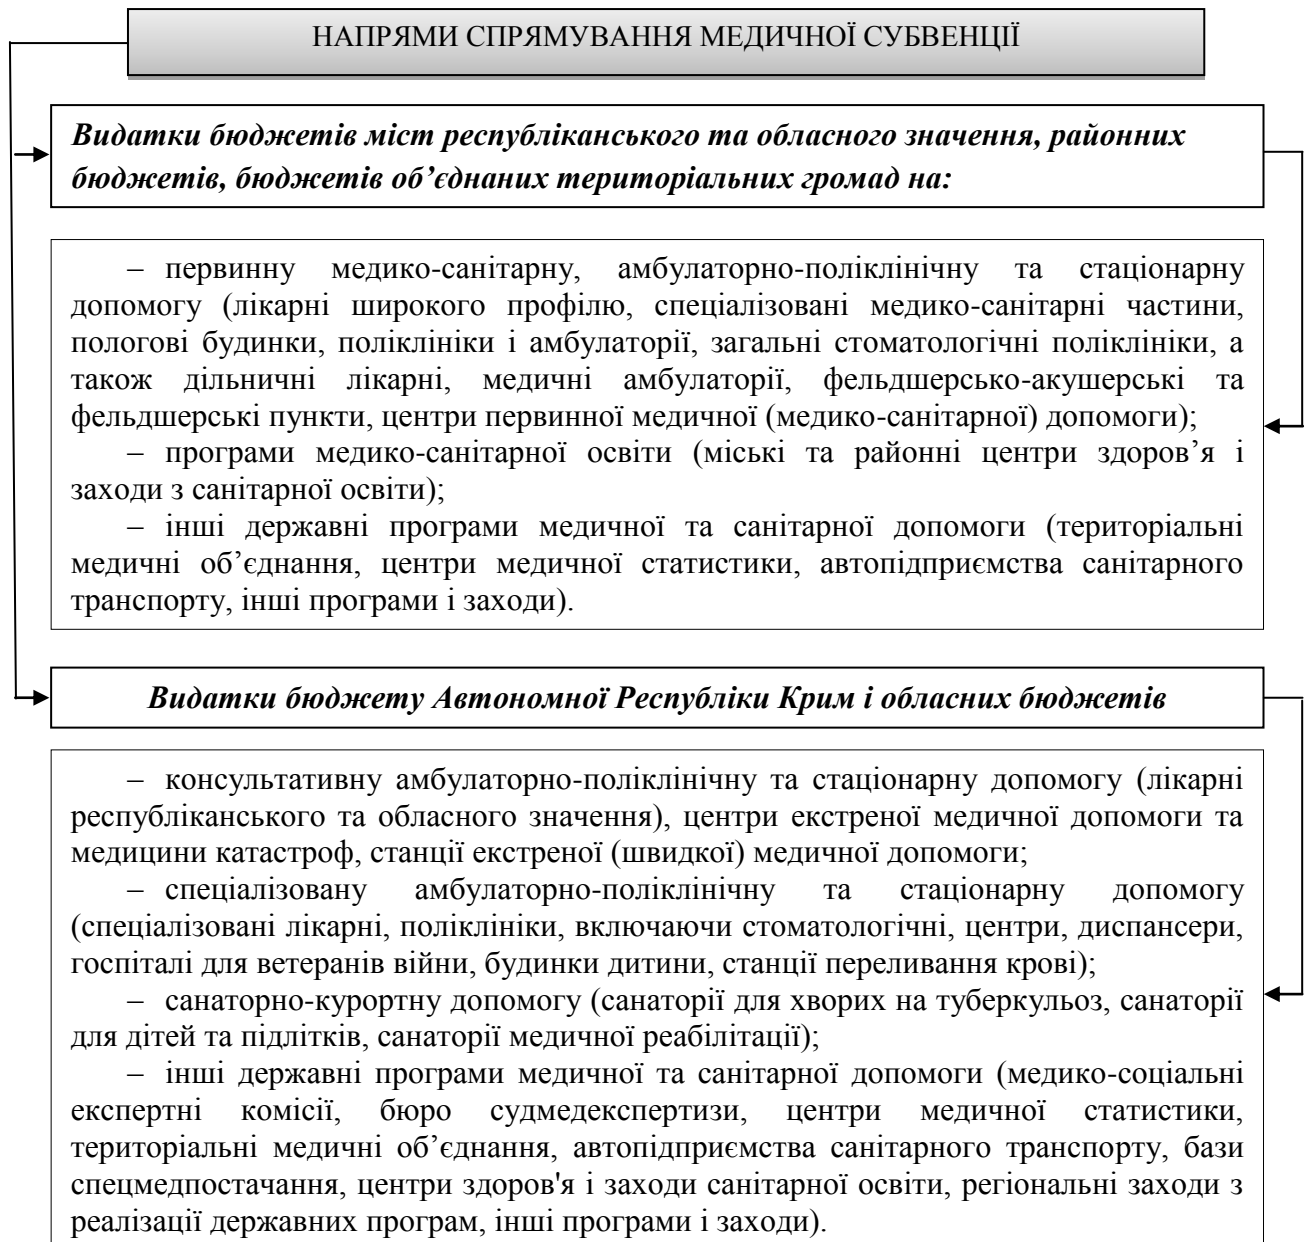 НАПРЯМИ СПРЯМУВАННЯ МЕДИЧНОЇ СУБВЕНЦІЇ
Видатки бюджетів міст республіканського та обласного значення, районних
бюджетів, бюджетів об’єднаних територіальних громад на:
– первинну медико-санітарну, амбулаторно-поліклінічну та стаціонарну
допомогу (лікарні широкого профілю, спеціалізовані медико-санітарні частини,
пологові будинки, поліклініки і амбулаторії, загальні стоматологічні поліклініки, а
також дільничні лікарні, медичні амбулаторії, фельдшерсько-акушерські та
фельдшерські пункти, центри первинної медичної (медико-санітарної) допомоги);
– програми медико-санітарної освіти (міські та районні центри здоров’я і
заходи з санітарної освіти);
– інші державні програми медичної та санітарної допомоги (територіальні
медичні об’єднання, центри медичної статистики, автопідприємства санітарного
транспорту, інші програми і заходи).
Видатки бюджету Автономної Республіки Крим і обласних бюджетів
– консультативну амбулаторно-поліклінічну та стаціонарну допомогу (лікарні
республіканського та обласного значення), центри екстреної медичної допомоги та
медицини катастроф, станції екстреної (швидкої) медичної допомоги;
– спеціалізовану амбулаторно-поліклінічну та стаціонарну допомогу
(спеціалізовані лікарні, поліклініки, включаючи стоматологічні, центри, диспансери,
госпіталі для ветеранів війни, будинки дитини, станції переливання крові);
– санаторно-курортну допомогу (санаторії для хворих на туберкульоз, санаторії
для дітей та підлітків, санаторії медичної реабілітації);
– інші державні програми медичної та санітарної допомоги (медико-соціальні
експертні комісії, бюро судмедекспертизи, центри медичної статистики,
територіальні медичні об’єднання, автопідприємства санітарного транспорту, бази
спецмедпостачання, центри здоров'я і заходи санітарної освіти, регіональні заходи з
реалізації державних програм, інші програми і заходи).